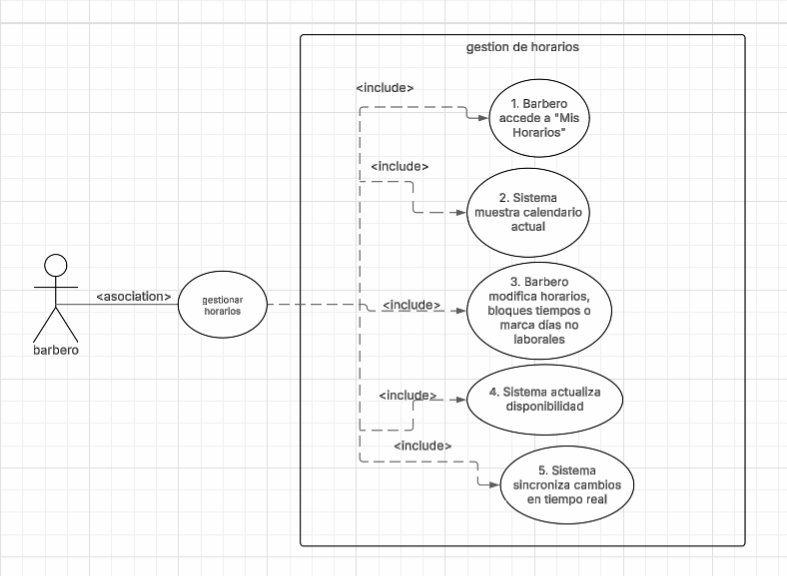 gestion de horarios
<include>
1. Barbero
accede a "Mis
Horarios"
<include>
2. Sistema
muestra calendario
actual
<asociation>
gestionar
horarios
barbero
<include>
3. Barbero
modifica horarios,
bloques tiempos o
marca días no
laborales
<include>
4. Sistema actualiza
disponibilidad
<include>
5. Sistema
sincroniza cambios
en tiempo real